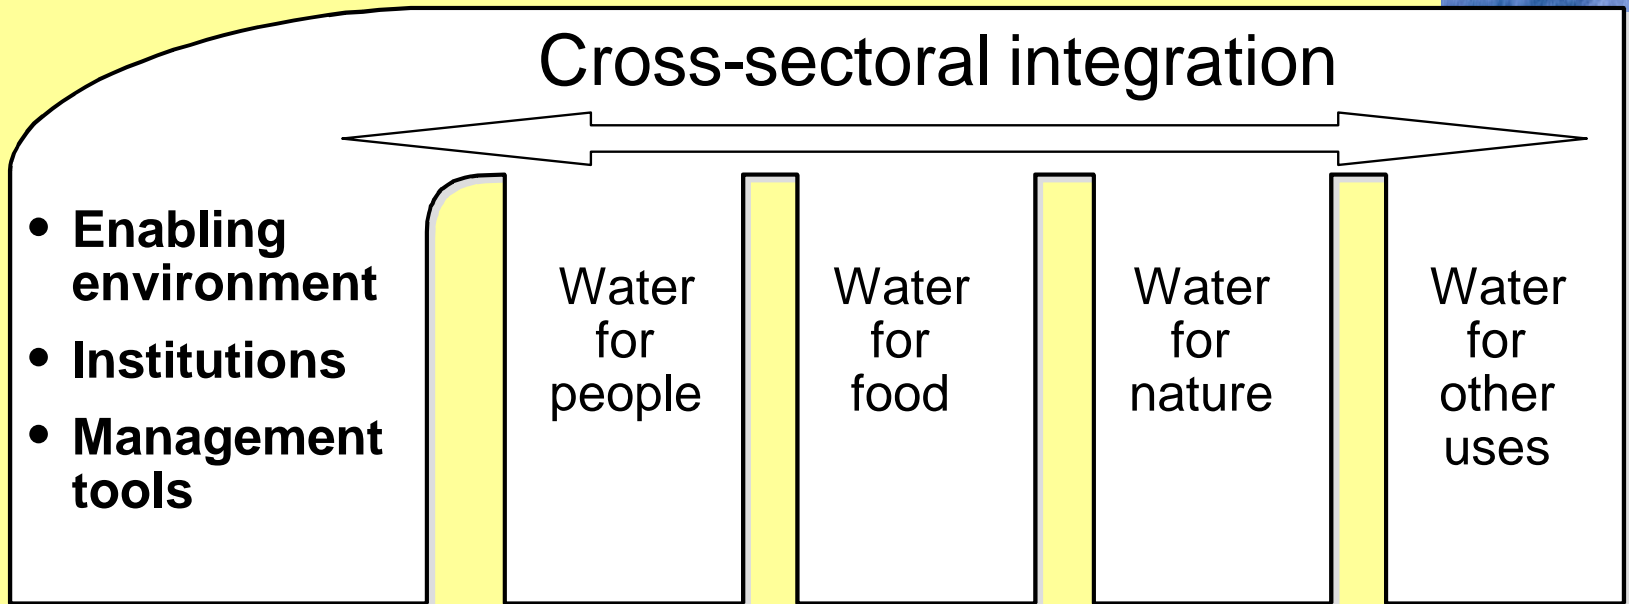 Cross-sectoral integration
• Enabling
environment
• Institutions
• Management
tools
Water
for
people
Water
for
food
Water
for
nature
Water
for
other
uses